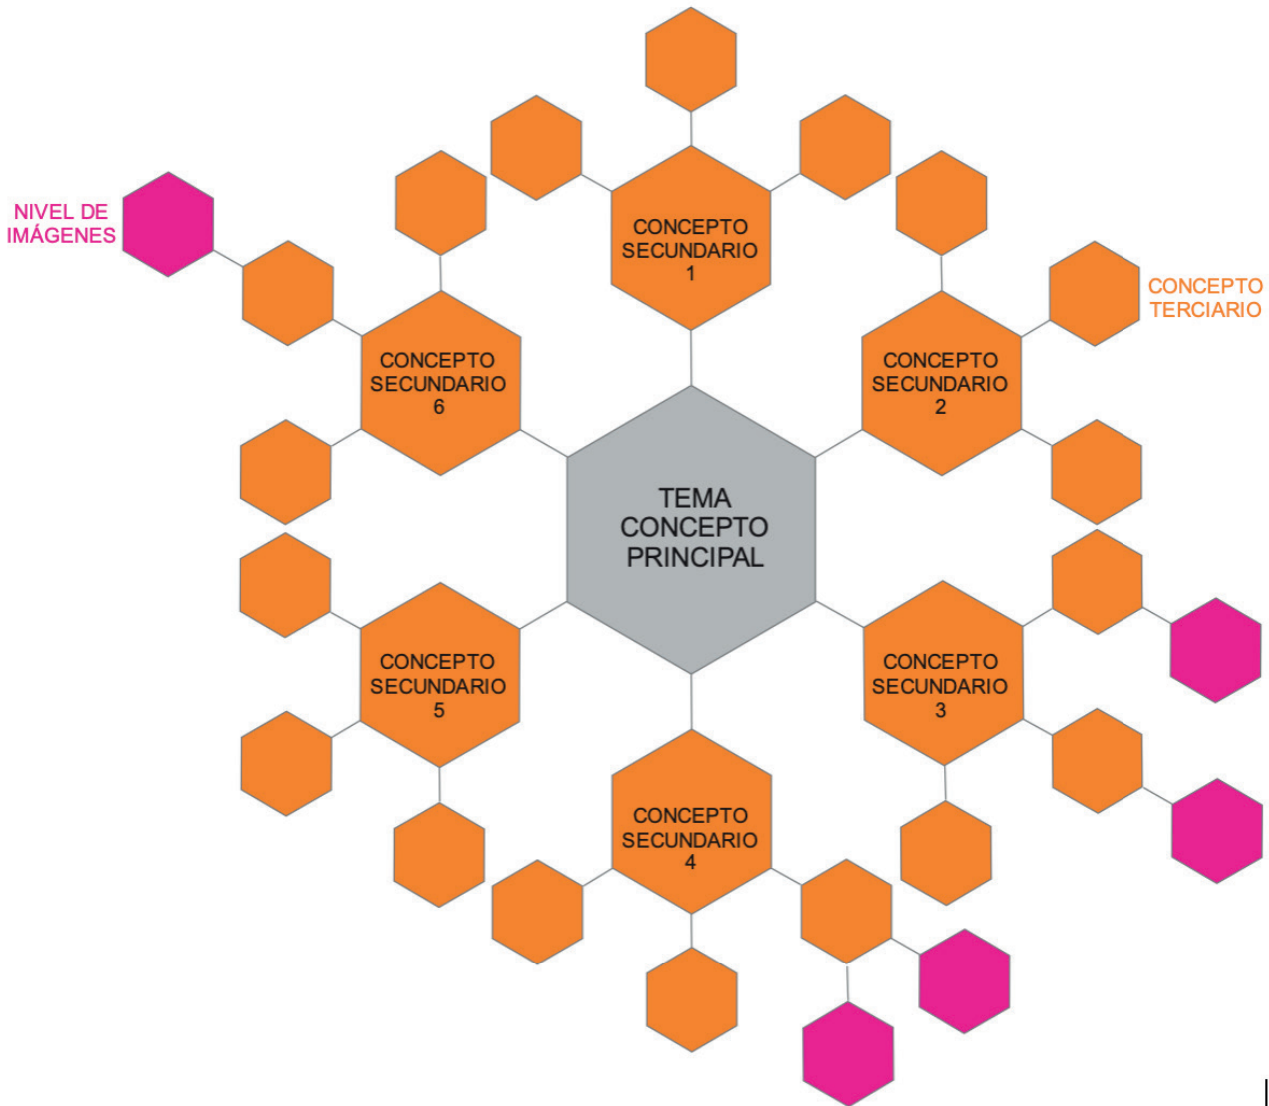 CONCEPTO
SECUNDARIO
1
NIVEL DE
IMÁGENES
CONCEPTO
TERCIARIO
CONCEPTO
SECUNDARIO
6
CONCEPTO
SECUNDARIO
2
TEMA
CONCEPTO
PRINCIPAL
CONCEPTO
SECUNDARIO
5
CONCEPTO
SECUNDARIO
3
CONCEPTO
SECUNDARIO
4